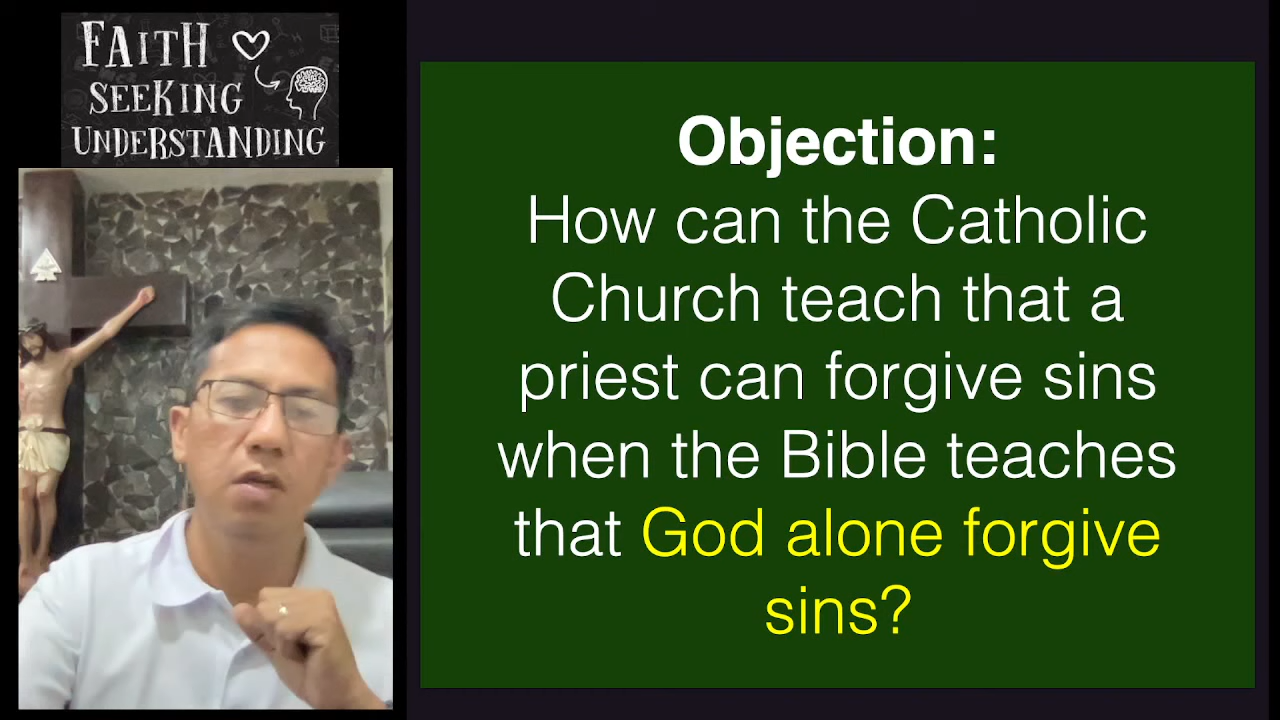 FAITH
SEEKING
UNDERSTANDING
Objection:
How can the Catholic
Church teach that a
priest can forgive sins
when the Bible teaches
that God alone forgive
sins?